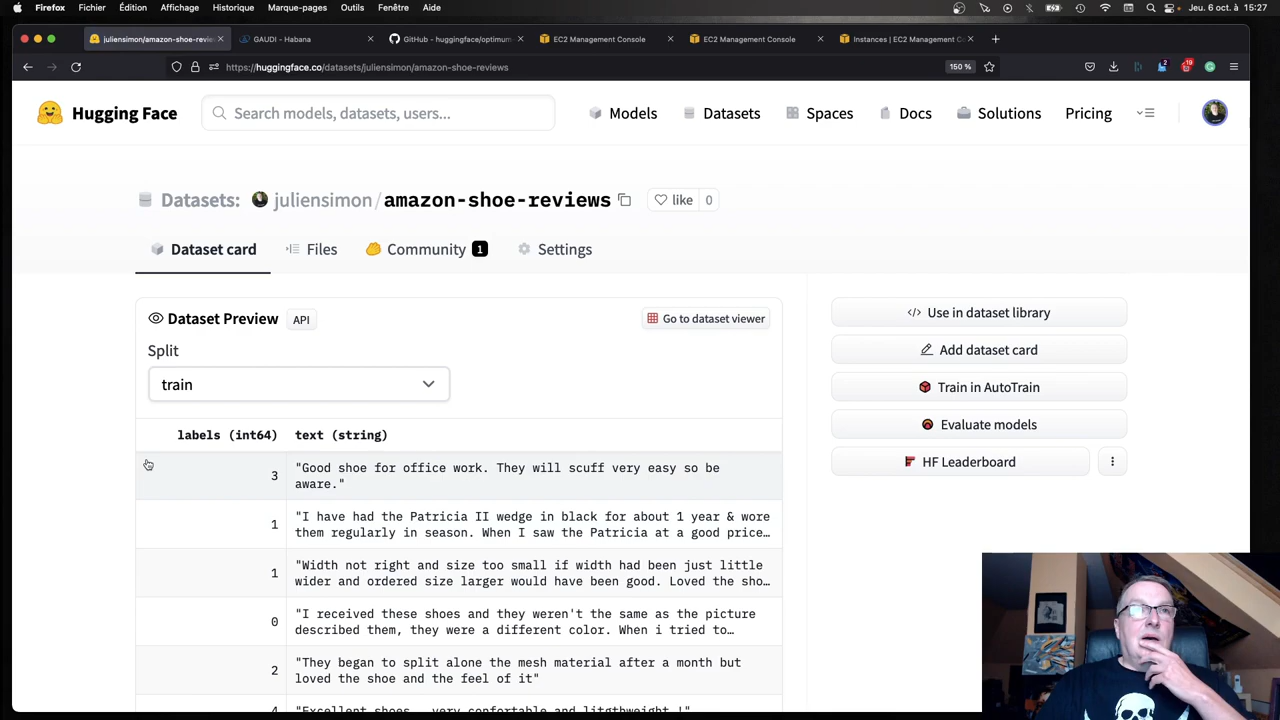 Firefox Fichier Édition Affichage Historique Marque-pages Outils Fenêtre Aide
Jeu. 6 oct. à 15:27
juliensimon/amazon-shoe-revie
GAUDI - Habana
GitHub - huggingface/optimum-
EC2 Management Console
EC2 Management Console
Instances | EC2 Management Co
https://huggingface.co/datasets/juliensimon/amazon-shoe-reviews
150 %
2
19
Hugging Face
Search models, datasets, users...
Models
Datasets
Spaces
Docs
Solutions
Pricing
Datasets: juliensimon/amazon-shoe-reviews
like 0
Dataset card
Files
Community 1
Settings
Dataset Preview API
Go to dataset viewer
Split
train
labels (int64) text (string)
3 "Good shoe for office work. They will scuff very easy so be
aware."
1 "I have had the Patricia II wedge in black for about 1 year & wore
them regularly in season. When I saw the Patricia at a good price…
1 "Width not right and size too small if width had been just little
wider and ordered size larger would have been good. Loved the sho…
0 "I received these shoes and they weren't the same as the picture
described them, they were a different color. When i tried to…
2 "They began to split alone the mesh material after a month but
loved the shoe and the feel of it"
4 "Excellent shoes
Use in dataset library
Add dataset card
Train in AutoTrain
Evaluate models
HF Leaderboard